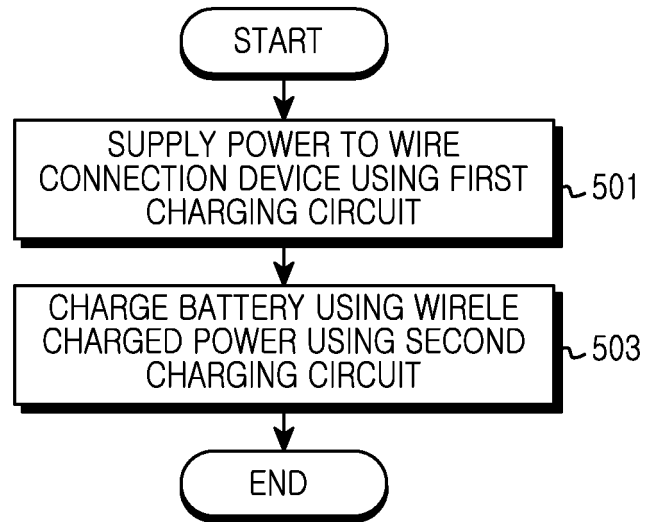 START
SUPPLY POWER TO WIRE
CONNECTION DEVICE USING FIRST
CHARGING CIRCUIT
501
CHARGE BATTERY USING WIRELE
CHARGED POWER USING SECOND
CHARGING CIRCUIT
503
END